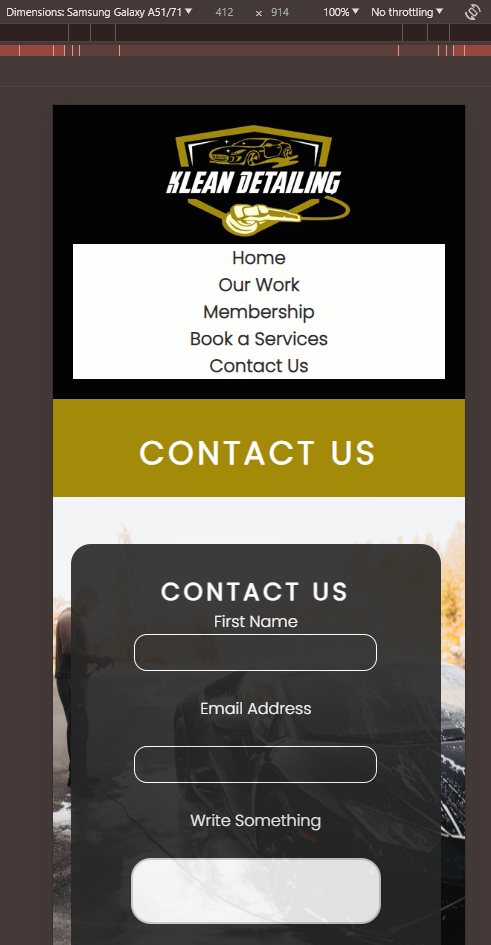 Dimensions: Samsung Galaxy A51/71 412 x 914 100% No throttling
KLEAN DETAILING
Home
Our Work
Membership
Book a Services
Contact Us
CONTACT US
CONTACT US
First Name
Email Address
Write Something